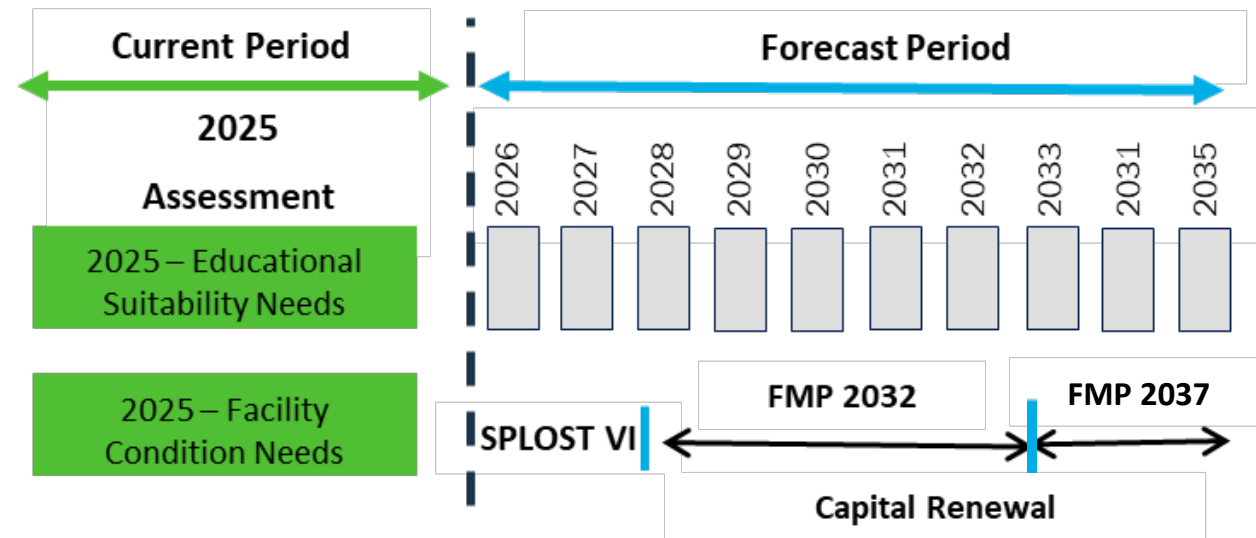 Current Period
Forecast Period
2025
Assessment
2026
2027
2028
2029
2030
2031
2032
2033
2031
2035
2025 – Educational
Suitability Needs
2025 – Facility
Condition Needs
SPLOST VI
FMP 2032
FMP 2037
Capital Renewal